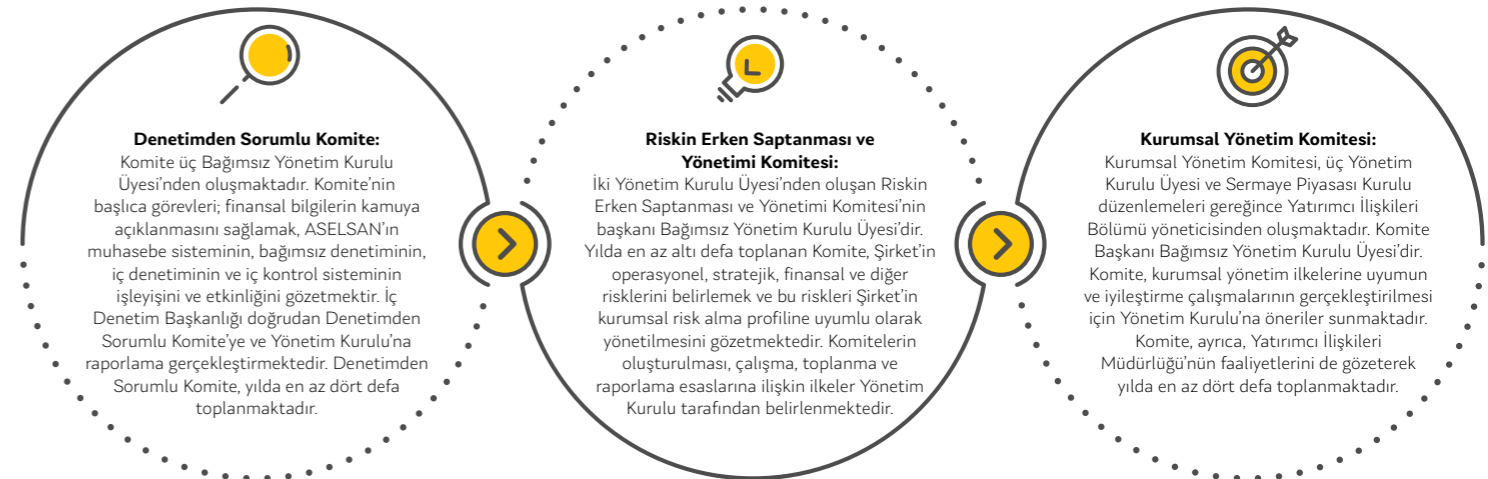 Denetimden Sorumlu Komite:
Komite üç Bağımsız Yönetim Kurulu
Üyesi’nden oluşmaktadır. Komite’nin
başlıca görevleri; finansal bilgilerin kamuya
açıklanmasını sağlamak, ASELSAN’ın
muhasebe sisteminin, bağımsız denetiminin,
iç denetiminin ve iç kontrol sisteminin
işleyişini ve etkinliğini gözetmektir. İç
Denetim Başkanlığı doğrudan Denetimden
Sorumlu Komite’ye ve Yönetim Kurulu’na
raporlama gerçekleştirmektedir. Denetimden
Sorumlu Komite, yılda en az dört defa
toplanmaktadır.
Riskin Erken Saptanması ve
Yönetimi Komitesi:
İki Yönetim Kurulu Üyesi’nden oluşan Riskin
Erken Saptanması ve Yönetimi Komitesi’nin
başkanı Bağımsız Yönetim Kurulu Üyesi’dir.
Yılda en az altı defa toplanan Komite, Şirket’in
operasyonel, stratejik, finansal ve diğer
risklerini belirlemek ve bu riskleri Şirket’in
kurumsal risk alma profiline uyumlu olarak
yönetilmesini gözetmektedir. Komitelerin
oluşturulması, çalışma, toplanma ve
raporlama esaslarına ilişkin ilkeler Yönetim
Kurulu tarafından belirlenmektedir.
Kurumsal Yönetim Komitesi:
Kurumsal Yönetim Komitesi, üç Yönetim
Kurulu Üyesi ve Sermaye Piyasası Kurulu
düzenlemeleri gereğince Yatırımcı İlişkileri
Bölümü yöneticisinden oluşmaktadır. Komite
Başkanı Bağımsız Yönetim Kurulu Üyesi’dir.
Komite, kurumsal yönetim ilkelerine uyumun
ve iyileştirme çalışmalarının gerçekleştirilmesi
için Yönetim Kurulu’na öneriler sunmaktadır.
Komite, ayrıca, Yatırımcı İlişkileri
Müdürlüğü’nün faaliyetlerini de gözeterek
yılda en az dört defa toplanmaktadır.